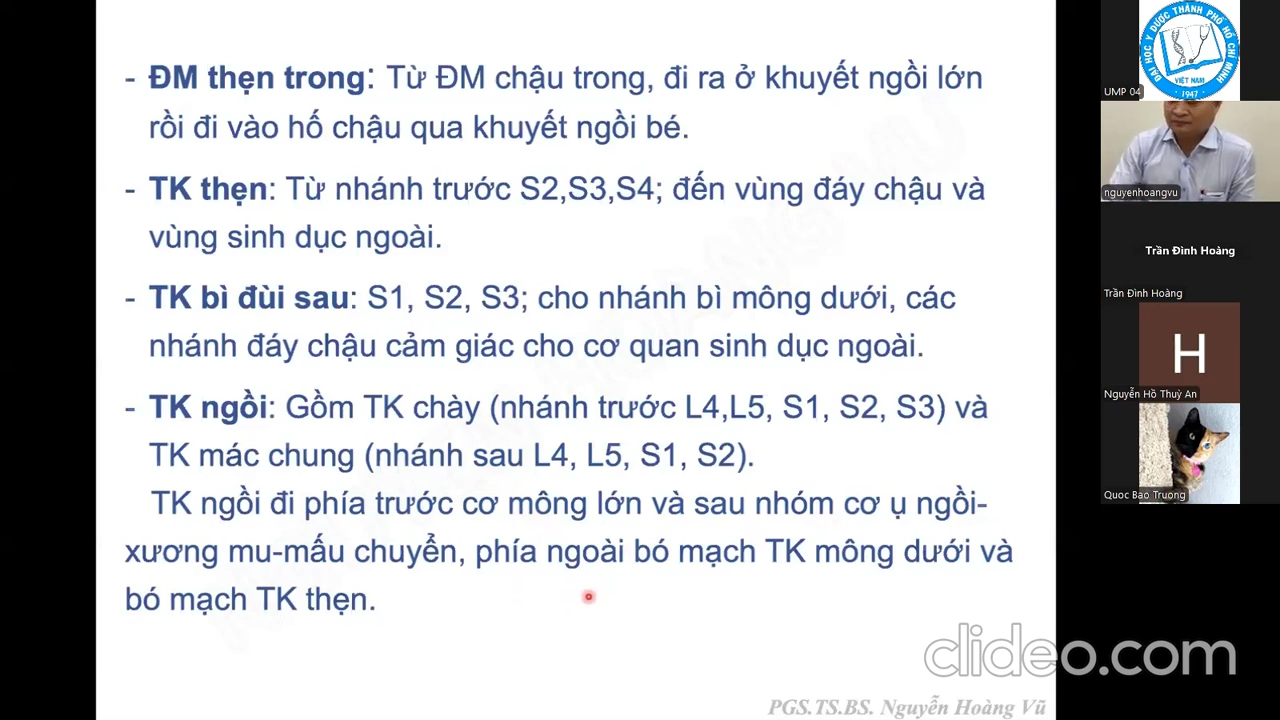 - ĐM thẹn trong: Từ ĐM chậu trong, đi ra ở khuyết ngồi lớn
rồi đi vào hố chậu qua khuyết ngồi bé.
- TK thẹn: Từ nhánh trước S2,S3,S4; đến vùng đáy chậu và
vùng sinh dục ngoài.
- TK bì đùi sau: S1, S2, S3; cho nhánh bì mông dưới, các
nhánh đáy chậu cảm giác cho cơ quan sinh dục ngoài.
- TK ngồi: Gồm TK chày (nhánh trước L4,L5, S1, S2, S3) và
TK mác chung (nhánh sau L4, L5, S1, S2).
TK ngồi đi phía trước cơ mông lớn và sau nhóm cơ ụ ngồi-
xương mu-mấu chuyển, phía ngoài bó mạch TK mông dưới và
bó mạch TK thẹn.
PGS.TS.BS. Nguyễn Hoàng Vũ
clideo.com
ĐẠI HỌC Y DƯỢC THÀNH PHỐ HỒ CHÍ MINH
VIỆT NAM
1947
UMP 04
nguyenhoangvu
Trần Đình Hoàng
Trần Đình Hoàng
H
Nguyễn Hồ Thuỳ An
Quoc Bao Truong